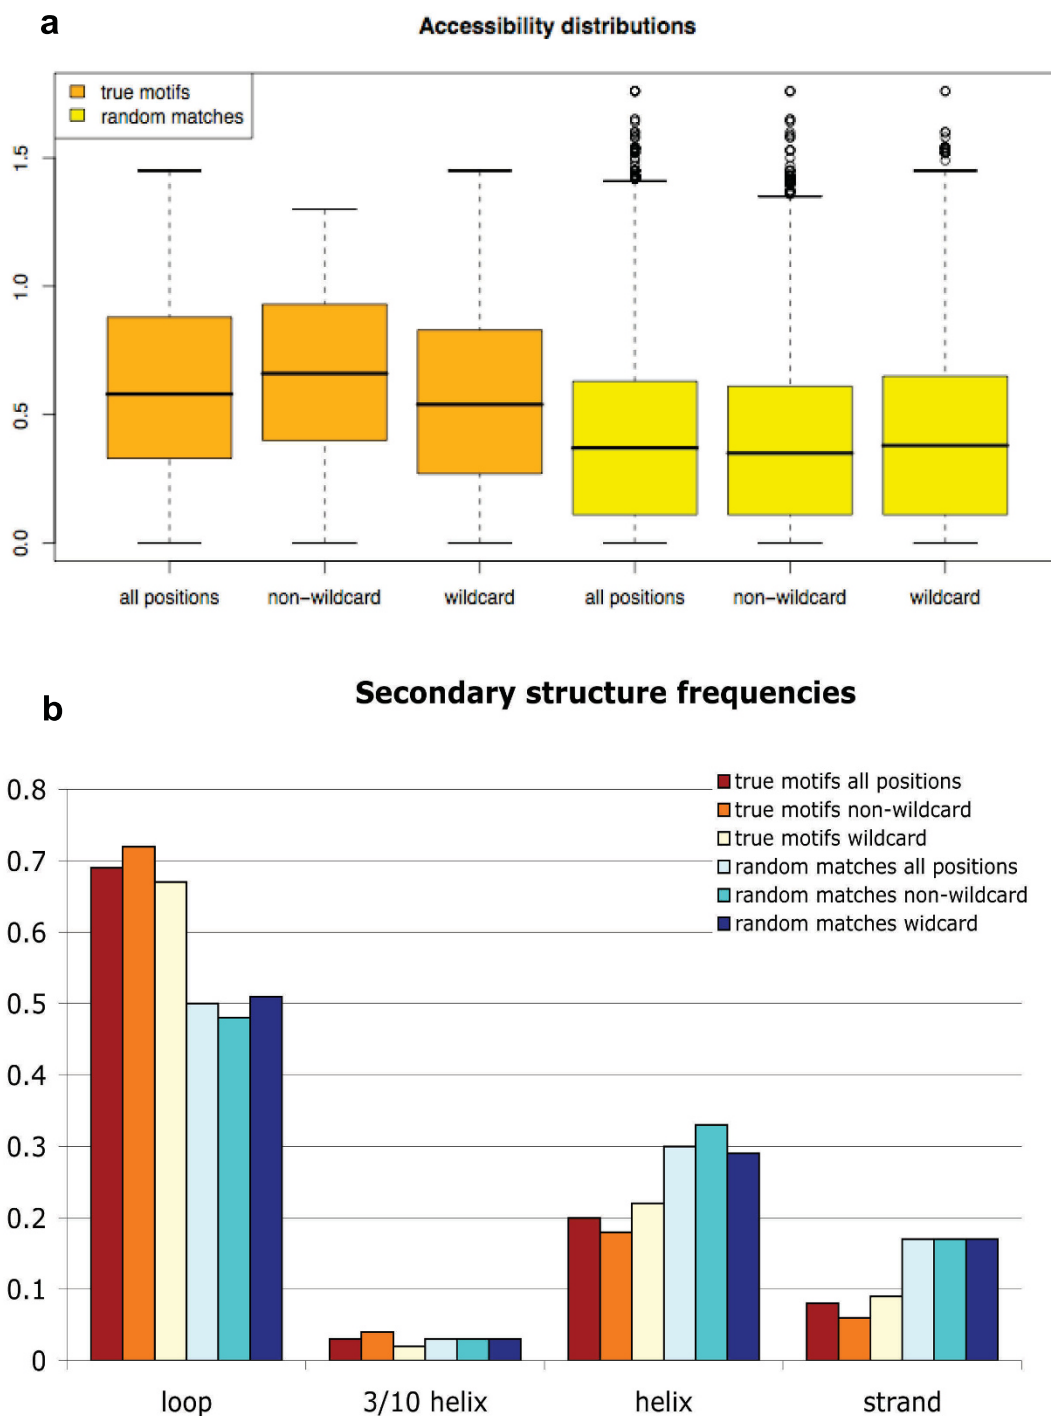 a
Accessibility distributions
true motifs
random matches
1.5
1.0
0.5
0.0
all positions
non-wildcard
wildcard
all positions
non-wildcard
wildcard
b
Secondary structure frequencies
true motifs all positions
true motifs non-wildcard
true motifs wildcard
random matches all positions
random matches non-wildcard
random matches widcard
0.8
0.7
0.6
0.5
0.4
0.3
0.2
0.1
0
loop
3/10 helix
helix
strand